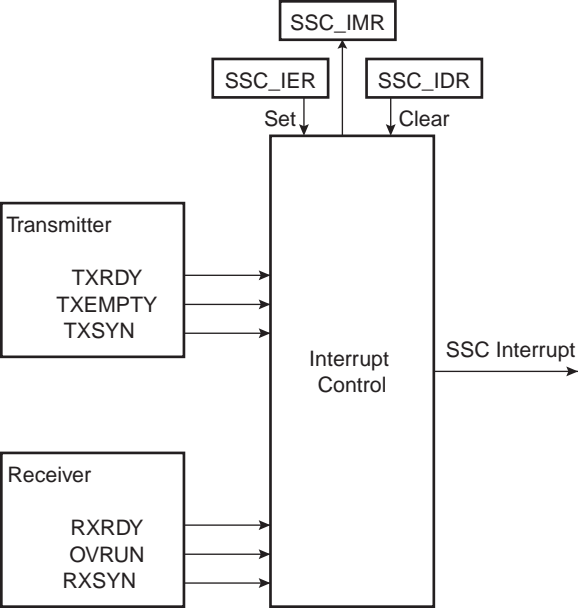 SSC_IMR
SSC_IER
SSC_IDR
Set
Clear
Transmitter
TXRDY
TXEMPTY
TXSYN
Interrupt
Control
SSC Interrupt
Receiver
RXRDY
OVRUN
RXSYN